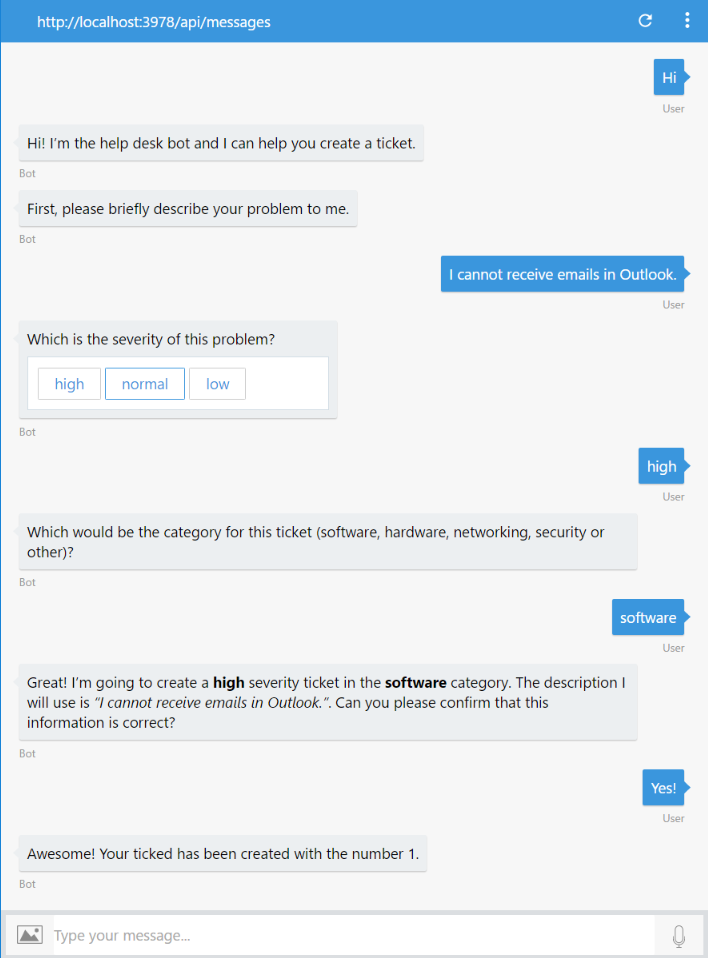 http://localhost:3978/api/messages
Hi
User
Hi! I'm the help desk bot and I can help you create a ticket.
Bot
First, please briefly describe your problem to me.
Bot
I cannot receive emails in Outlook.
User
Which is the severity of this problem?
high normal low
Bot
high
User
Which would be the category for this ticket (software, hardware, networking, security or
other)?
Bot
software
User
Great! I'm going to create a high severity ticket in the software category. The description I
will use is "I cannot receive emails in Outlook.". Can you please confirm that this
information is correct?
Bot
Yes!
User
Awesome! Your ticked has been created with the number 1.
Bot
Type your message...